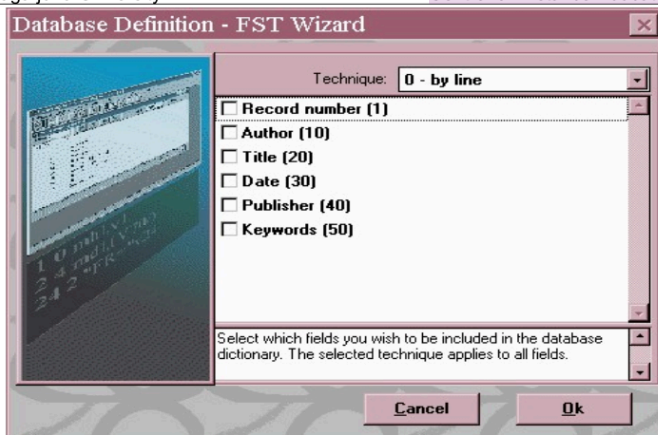 Database Definition - FST Wizard
Technique: 0 - by line
Record number (1)
Author (10)
Title (20)
Date (30)
Publisher (40)
Keywords (50)
Select which fields you wish to be included in the database
dictionary. The selected technique applies to all fields.
Cancel Ok